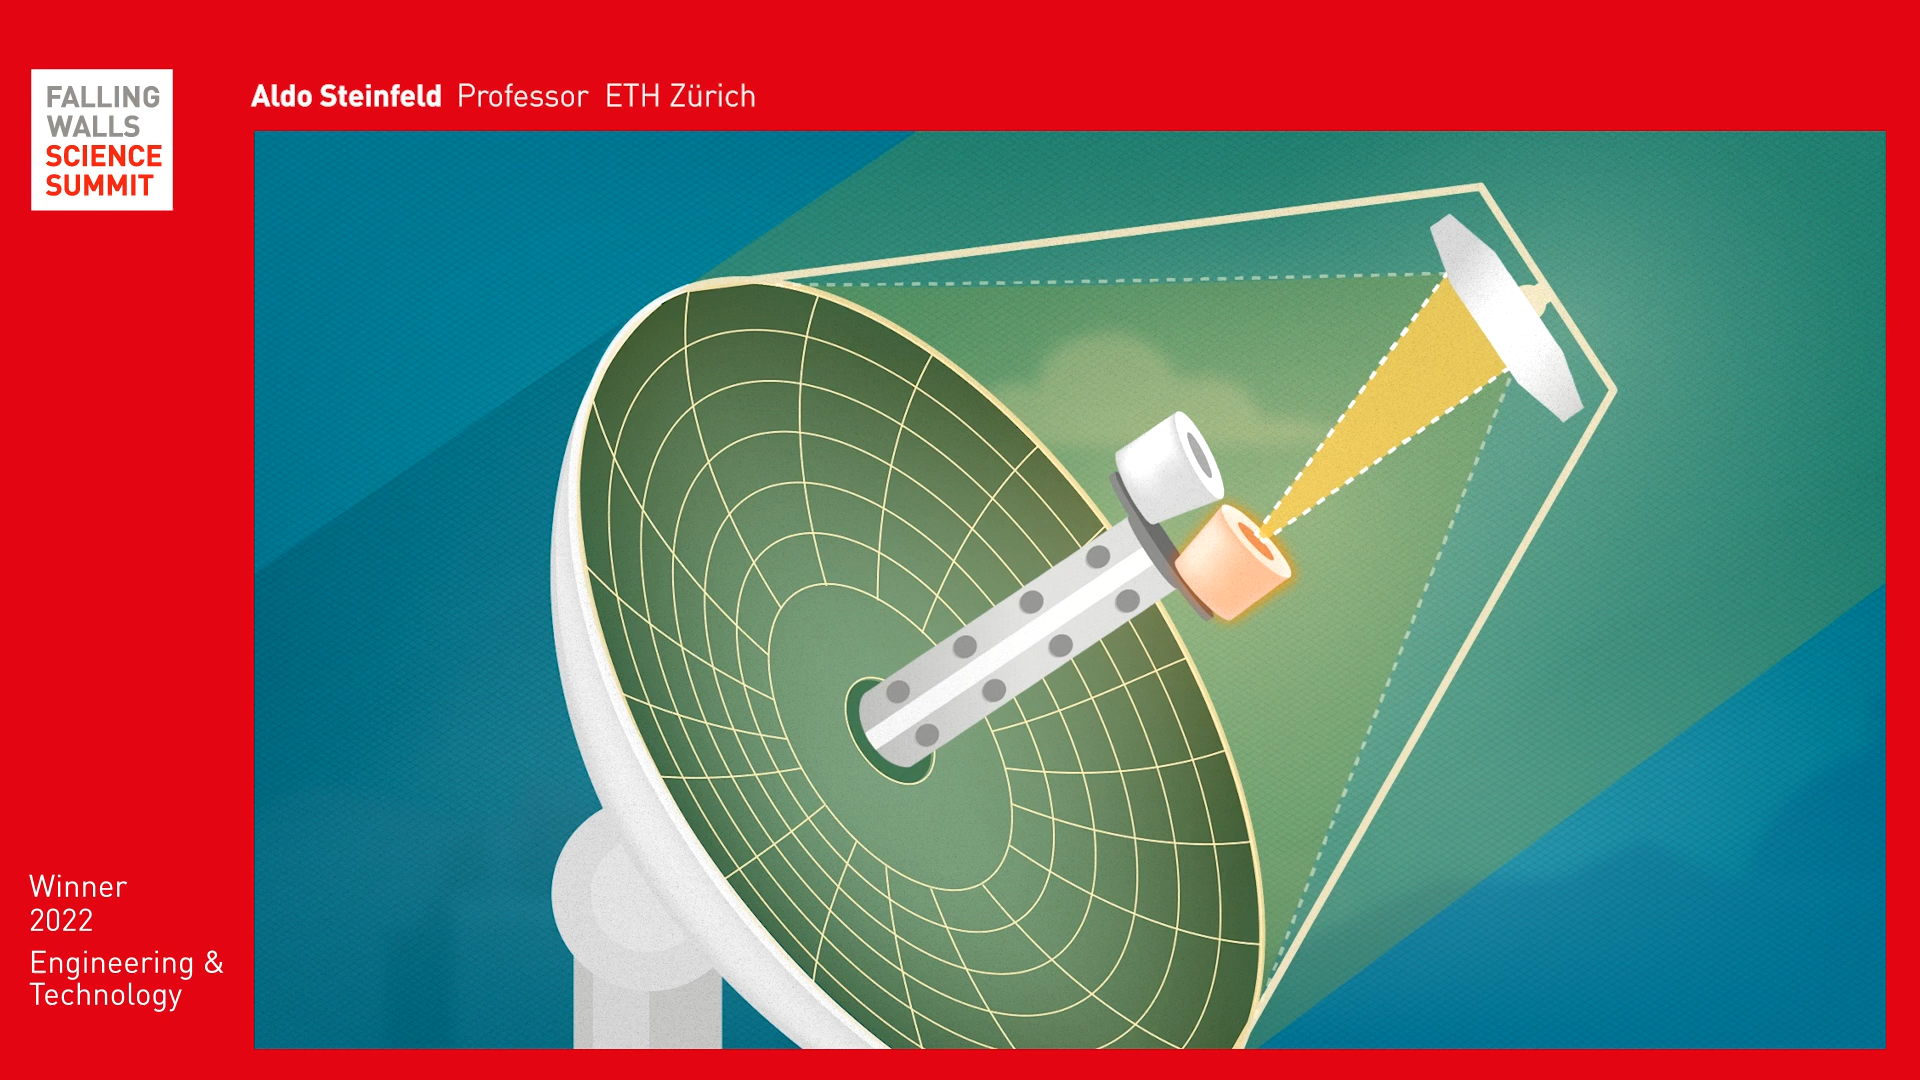 FALLING
WALLS
SCIENCE
SUMMIT
Aldo Steinfeld Professor ETH Zürich
Winner
2022
Engineering &
Technology